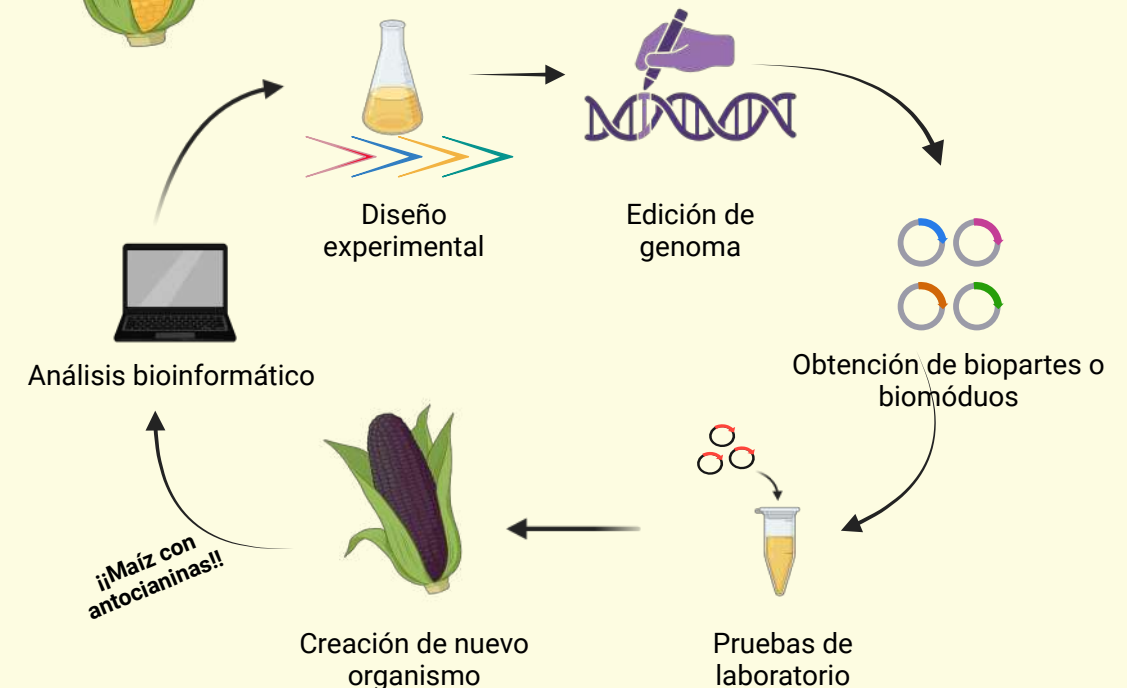 Diseño
experimental
Edición de
genoma
Análisis bioinformático
Obtención de biopartes o
biomóduos
¡¡Maíz con
antocianinas!!
Creación de nuevo
organismo
Pruebas de
laboratorio